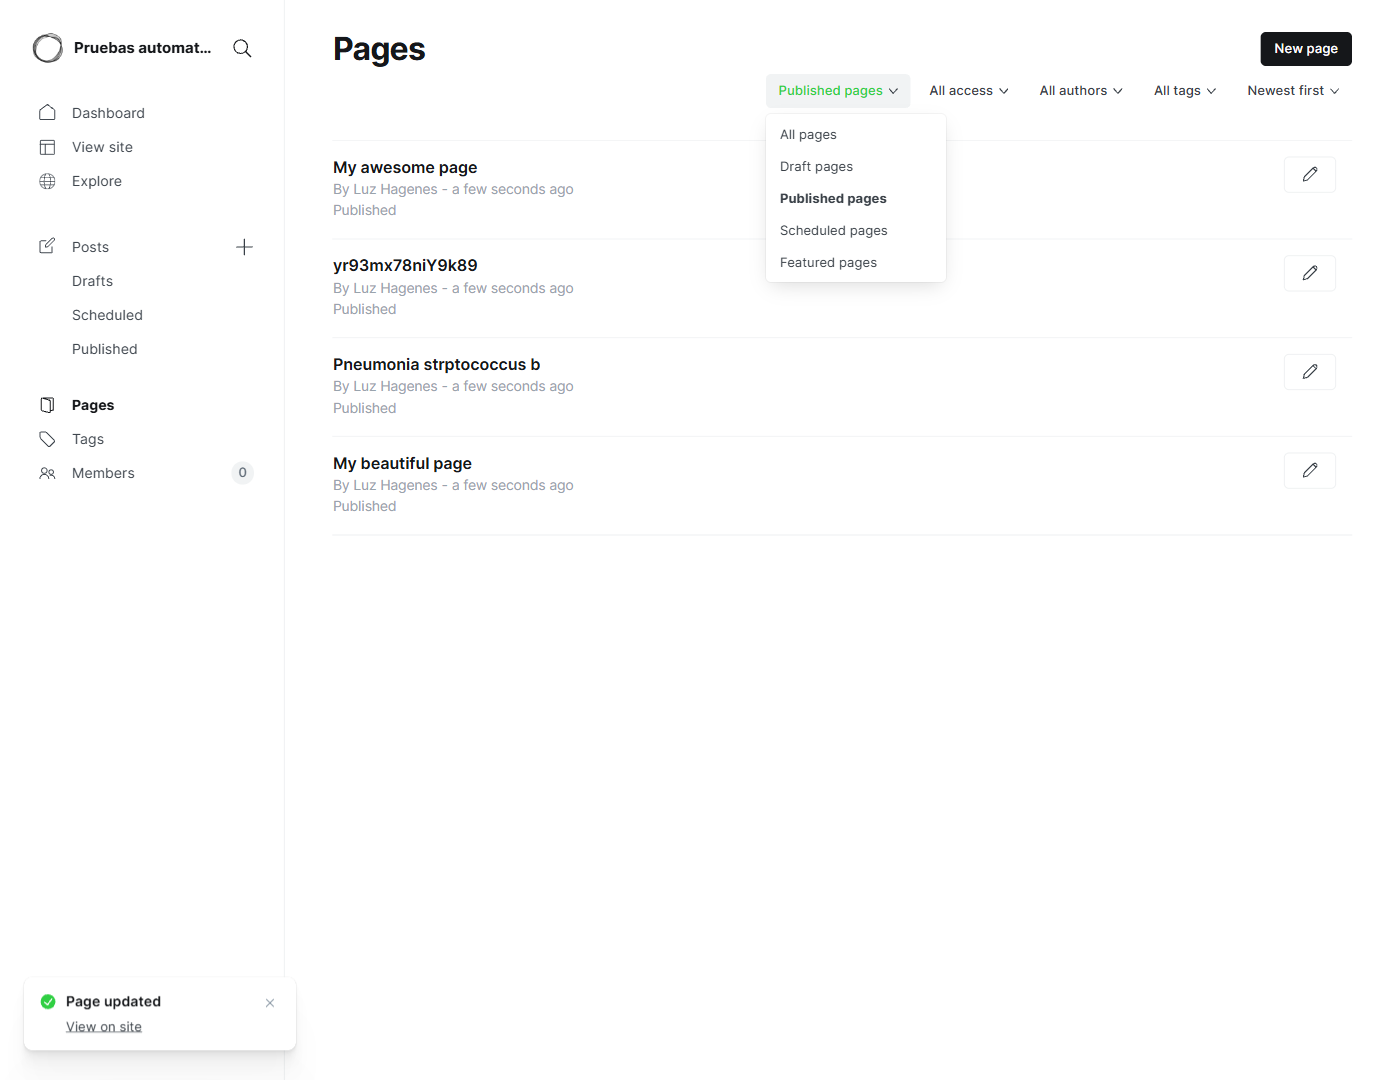 Pruebas automat...
Dashboard
View site
Explore
Posts
Drafts
Scheduled
Published
Pages
Tags
Members
0
Pages
New page
Published pages
All access
All authors
All tags
Newest first
All pages
Draft pages
Published pages
Scheduled pages
Featured pages
My awesome page
By Luz Hagenes - a few seconds ago
Published
yr93mx78niY9k89
By Luz Hagenes - a few seconds ago
Published
Pneumonia strptococcus b
By Luz Hagenes - a few seconds ago
Published
My beautiful page
By Luz Hagenes - a few seconds ago
Published
Page updated
View on site